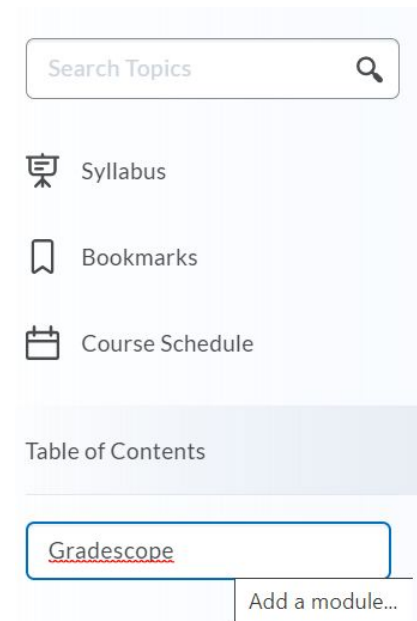 Search Topics
Syllabus
Bookmarks
Course Schedule
Table of Contents
Gradescope
Add a module...